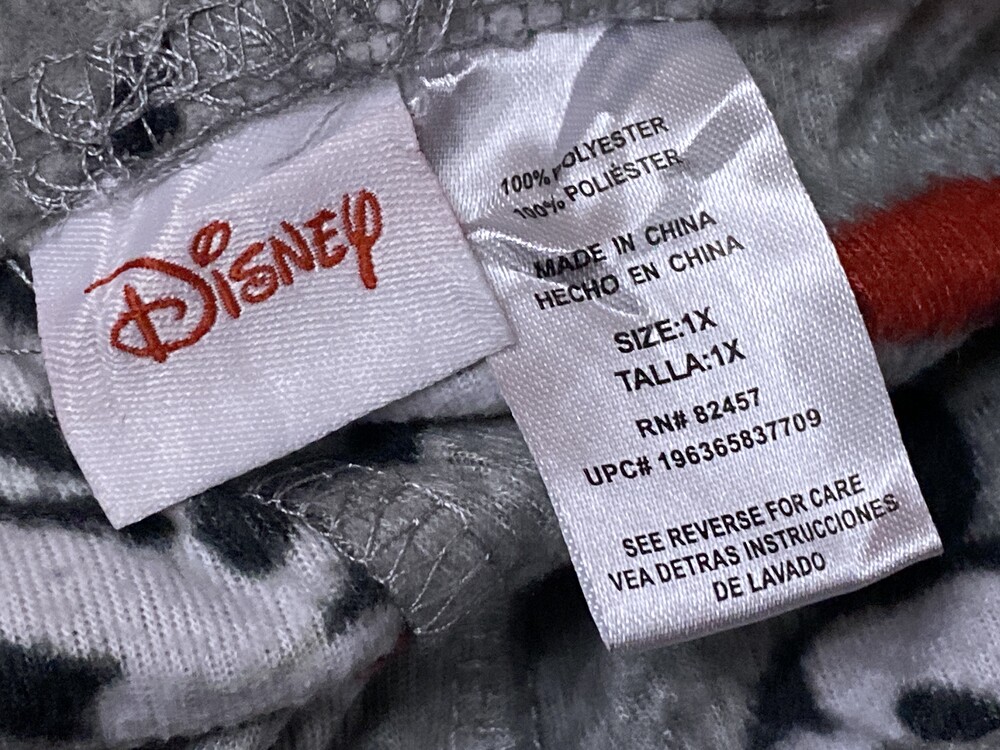 Disney
100% POLYESTER
100% POLIÉSTER
MADE IN CHINA
HECHO EN CHINA
SIZE:1X
TALLA:1X
RN# 82457
UPC# 196365837709
SEE REVERSE FOR CARE
VEA DETRAS INSTRUCCIONES
DE LAVADO